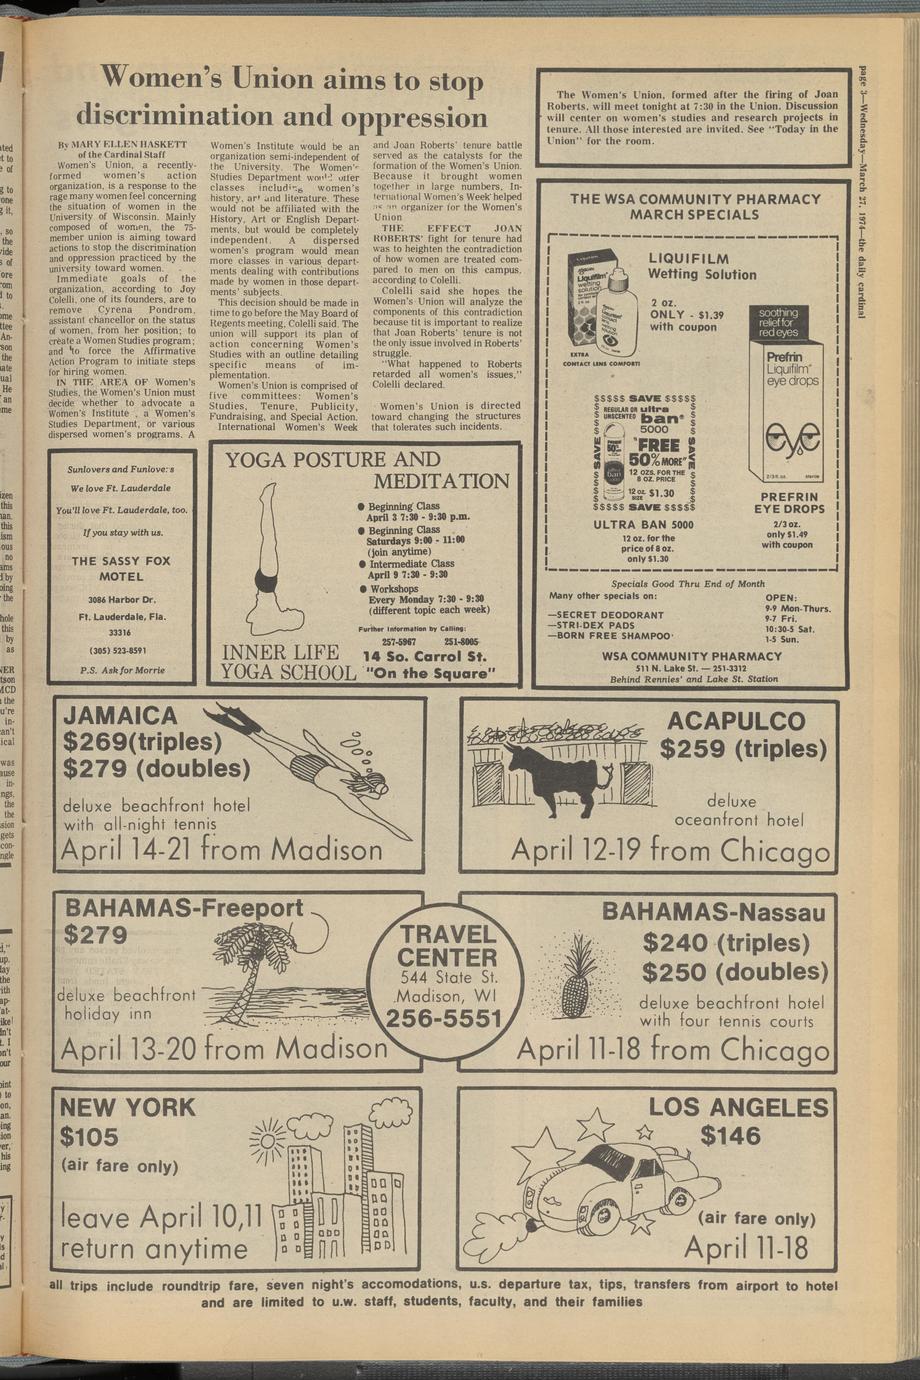 Women's Union aims to stop
discrimination and oppression
By MARY ELLEN HASKETT
of the Cardinal Staff
Women's Union, a recently-
formed women's action
organization, is a response to the
rage many women feel concerning
the situation of women in the
University of Wisconsin. Mainly
composed of women, the 75-
member union is aiming toward
actions to stop the discrimination
and oppression practiced by the
university toward women.
Immediate goals of the
organization, according to Joy
Colelli, one of its founders, are to
remove Cyrena Pondrom,
assistant chancellor on the status
of women, from her position; to
create a Women Studies program;
and to force the Affirmative
Action Program to initiate steps
for hiring women.
IN THE AREA OF Women's
Studies, the Women's Union must
decide whether to advocate a
Women's Institute , a Women's
Studies Department, or various
dispersed women's programs. A
Women's Institute would be an
organization semi-independent of
the University. The Women's
Studies Department would offer
classes including women's
history, art and literature. These
would not be affiliated with the
History, Art or English Depart-
ments, but would be completely
independent. A dispersed
women's program would mean
more classes in various depart-
ments dealing with contributions
made by women in those depart-
ments' subjects.
This decision should be made in
time to go before the May Board of
Regents meeting, Colelli said. The
union will support its plan of
action concerning Women's
Studies with an outline detailing
specific means of im-
plementation.
Women's Union is comprised of
five committees: Women's
Studies, Tenure, Publicity,
Fundraising, and Special Action.
International Women's Week
and Joan Roberts' tenure battle
served as the catalysts for the
formation of the Women's Union.
Because it brought women
together in large numbers, In-
ternational Women's Week helped
as an organizer for the Women's
Union
THE EFFECT JOAN
ROBERTS' fight for tenure had
was to heighten the contradiction
of how women are treated com-
pared to men on this campus,
according to Colelli.
Colelli said she hopes the
Women's Union will analyze the
components of this contradiction
because it is important to realize
that Joan Roberts' tenure is not
the only issue involved in Roberts'
struggle.
"What happened to Roberts
retarded all women's issues,"
Colelli declared.
Women's Union is directed
toward changing the structures
that tolerates such incidents.
The Women's Union, formed after the firing of Joan
Roberts, will meet tonight at 7:30 in the Union. Discussion
will center on women's studies and research projects in
tenure. All those interested are invited. See "Today in the
Union" for the room.
page 3—Wednesday—March 27, 1974—the daily cardinal
THE WSA COMMUNITY PHARMACY
MARCH SPECIALS
LIQUIFILM
Wetting Solution
2 oz.
ONLY - $1.39
with coupon
Liquifilm
wetting
solution
EXTRA
CONTACT LENS COMFORT!
soothing
relief for
red eyes
Prefrin
Liquifilm
eye drops
eye
PREFRIN
EYE DROPS
2/3 oz.
only $1.49
with coupon
$$$$$ SAVE $$$$$
REGULAR OR
UNSCENTED
ultra
ban
5000
"FREE
50% MORE"
12 OZS. FOR THE
8 OZ. PRICE
12 oz.
SIZE
$1.30
SAVE
SAVE
$$$$$ SAVE $$$$$
ULTRA BAN 5000
12 oz. for the
price of 8 oz.
only $1.30
Specials Good Thru End of Month
Many other specials on:
—SECRET DEODORANT
—STRI-DEX PADS
—BORN FREE SHAMPOO
OPEN:
9-9 Mon-Thurs.
9-7 Fri.
10:30-5 Sat.
1-5 Sun.
WSA COMMUNITY PHARMACY
511 N. Lake St. — 251-3312
Behind Rennies' and Lake St. Station
Sunlovers and Funlovers
We love Ft. Lauderdale
You'll love Ft. Lauderdale, too.
If you stay with us.
THE SASSY FOX
MOTEL
3086 Harbor Dr.
Ft. Lauderdale, Fla.
33316
(305) 523-8591
P.S. Ask for Morrie
YOGA POSTURE AND
MEDITATION
● Beginning Class
April 3 7:30 - 9:30 p.m.
● Beginning Class
Saturdays 9:00 - 11:00
(join anytime)
● Intermediate Class
April 9 7:30 - 9:30
● Workshops
Every Monday 7:30 - 9:30
(different topic each week)
Further Information by Calling:
257-5967 251-8005
INNER LIFE
YOGA SCHOOL
14 So. Carrol St.
"On the Square"
JAMAICA
$269(triples)
$279 (doubles)
deluxe beachfront hotel
with all-night tennis
April 14-21 from Madison
ACAPULCO
$259 (triples)
deluxe
oceanfront hotel
April 12-19 from Chicago
BAHAMAS-Freeport
$279
deluxe beachfront
holiday inn
April 13-20 from Madison
TRAVEL
CENTER
544 State St.
Madison, WI
256-5551
BAHAMAS-Nassau
$240 (triples)
$250 (doubles)
deluxe beachfront hotel
with four tennis courts
April 11-18 from Chicago
NEW YORK
$105
(air fare only)
leave April 10,11
return anytime
LOS ANGELES
$146
(air fare only)
April 11-18
all trips include roundtrip fare, seven night's accomodations, u.s. departure tax, tips, transfers from airport to hotel
and are limited to u.w. staff, students, faculty, and their families